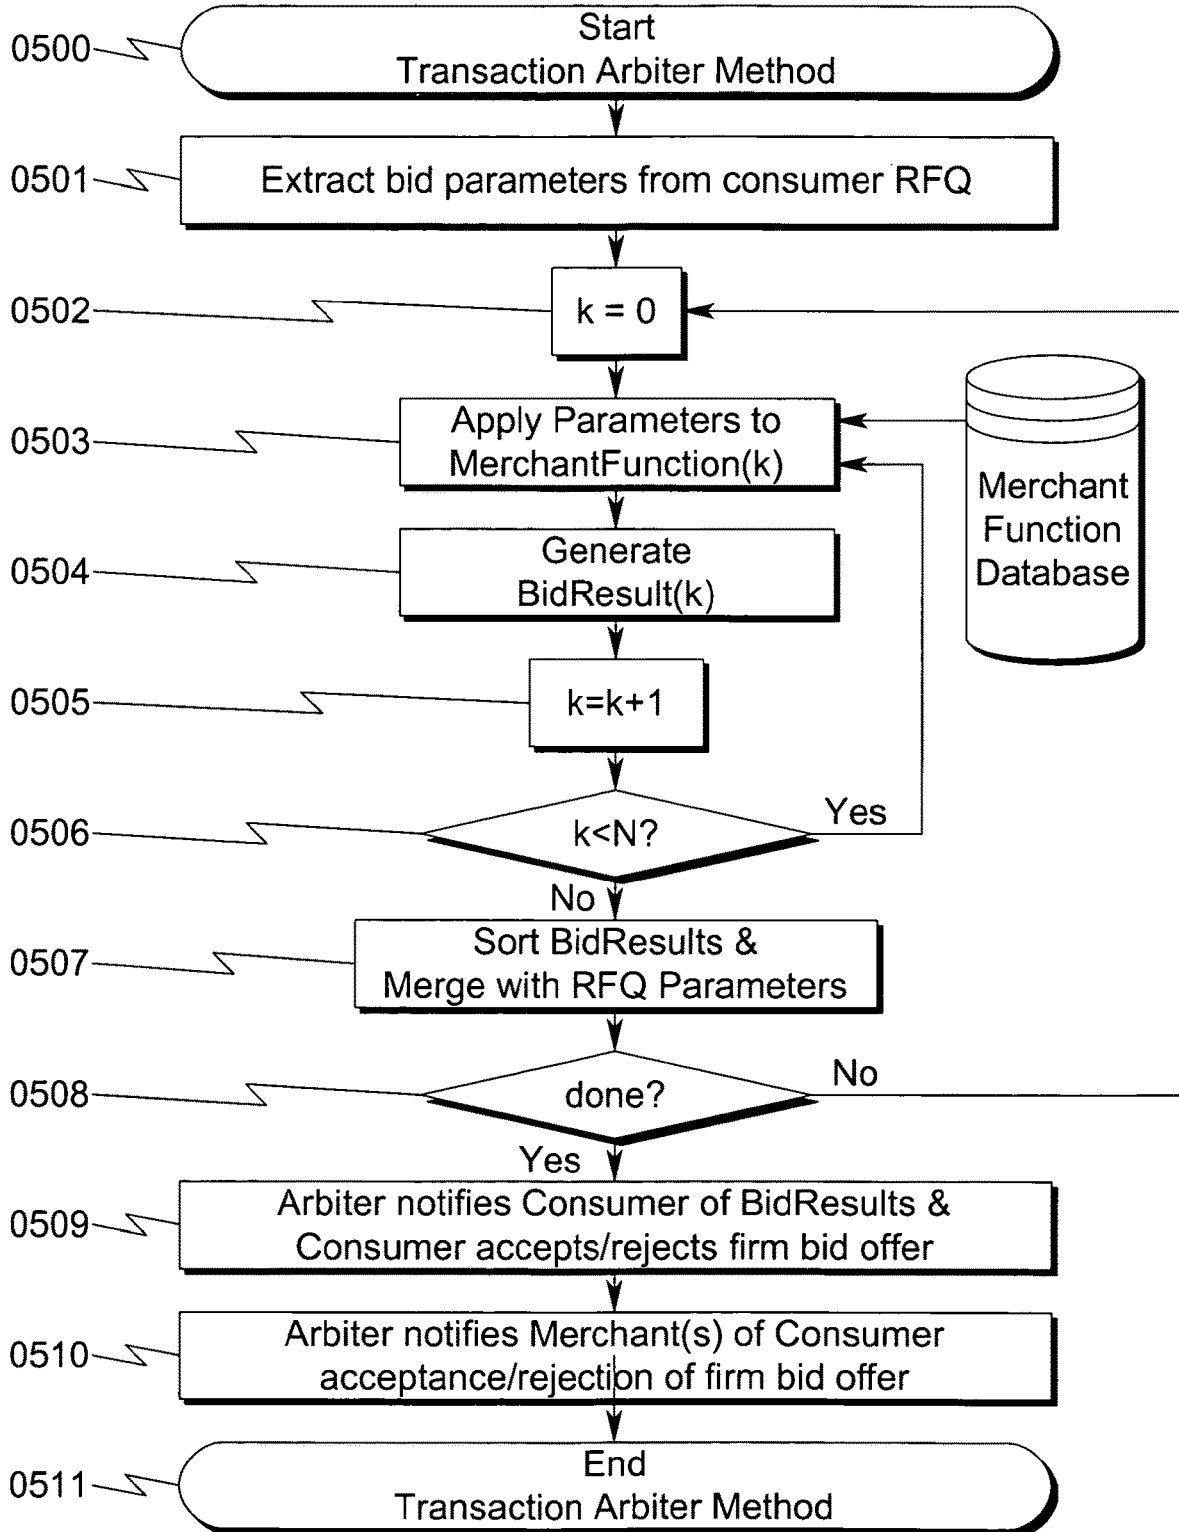 0500
Start
Transaction Arbiter Method
0501
Extract bid parameters from consumer RFQ
0502
k = 0
0503
Apply Parameters to
MerchantFunction(k)
Merchant
Function
Database
0504
Generate
BidResult(k)
0505
k=k+1
0506
k<N?
Yes
No
0507
Sort BidResults &
Merge with RFQ Parameters
0508
done?
No
Yes
0509
Arbiter notifies Consumer of BidResults &
Consumer accepts/rejects firm bid offer
0510
Arbiter notifies Merchant(s) of Consumer
acceptance/rejection of firm bid offer
0511
End
Transaction Arbiter Method